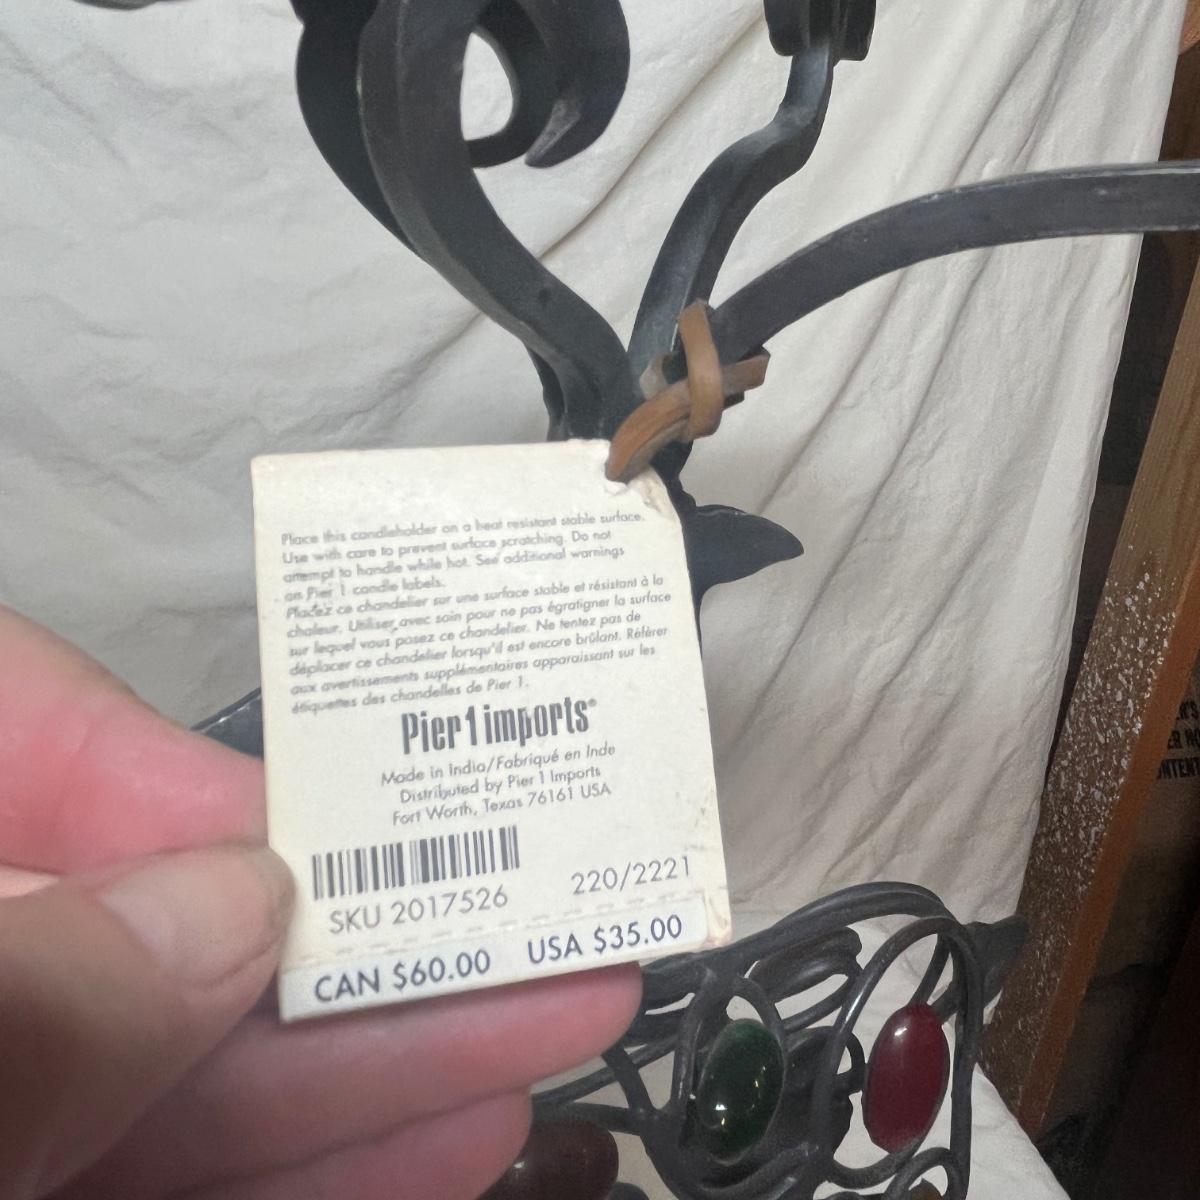 Place this candleholder on a heat resistant stable surface.
Use with care to prevent surface scratching. Do not
attempt to handle while hot. See additional warnings
on Pier 1 candle labels.
Placez ce chandelier sur une surface stable et résistant à la
chaleur. Utiliser avec soin pour ne pas égratigner la surface
sur lequel vous posez ce chandelier. Ne tentez pas de
déplacer ce chandelier lorsqu'il est encore brûlant. Référer
aux avertissements supplémentaires apparaissant sur les
étiquettes des chandelles de Pier 1.
Pier 1 imports®
Made in India/Fabriqué en Inde
Distributed by Pier 1 Imports
Fort Worth, Texas 76161 USA
SKU 2017526 220/2221
CAN $60.00 USA $35.00